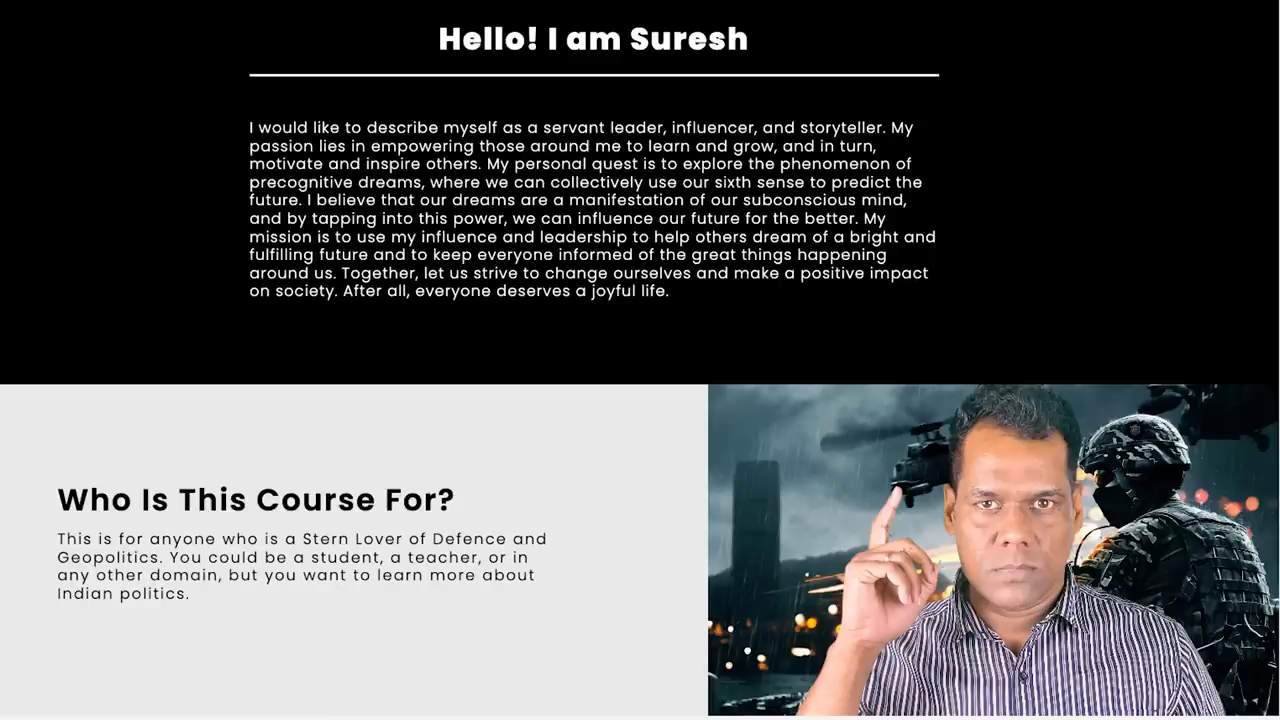 Hello! I am Suresh
I would like to describe myself as a servant leader, influencer, and storyteller. My
passion lies in empowering those around me to learn and grow, and in turn,
motivate and inspire others. My personal quest is to explore the phenomenon of
precognitive dreams, where we can collectively use our sixth sense to predict the
future. I believe that our dreams are a manifestation of our subconscious mind,
and by tapping into this power, we can influence our future for the better. My
mission is to use my influence and leadership to help others dream of a bright and
fulfilling future and to keep everyone informed of the great things happening
around us. Together, let us strive to change ourselves and make a positive impact
on society. After all, everyone deserves a joyful life.
Who Is This Course For?
This is for anyone who is a Stern Lover of Defence and
Geopolitics. You could be a student, a teacher, or in
any other domain, but you want to learn more about
Indian politics.